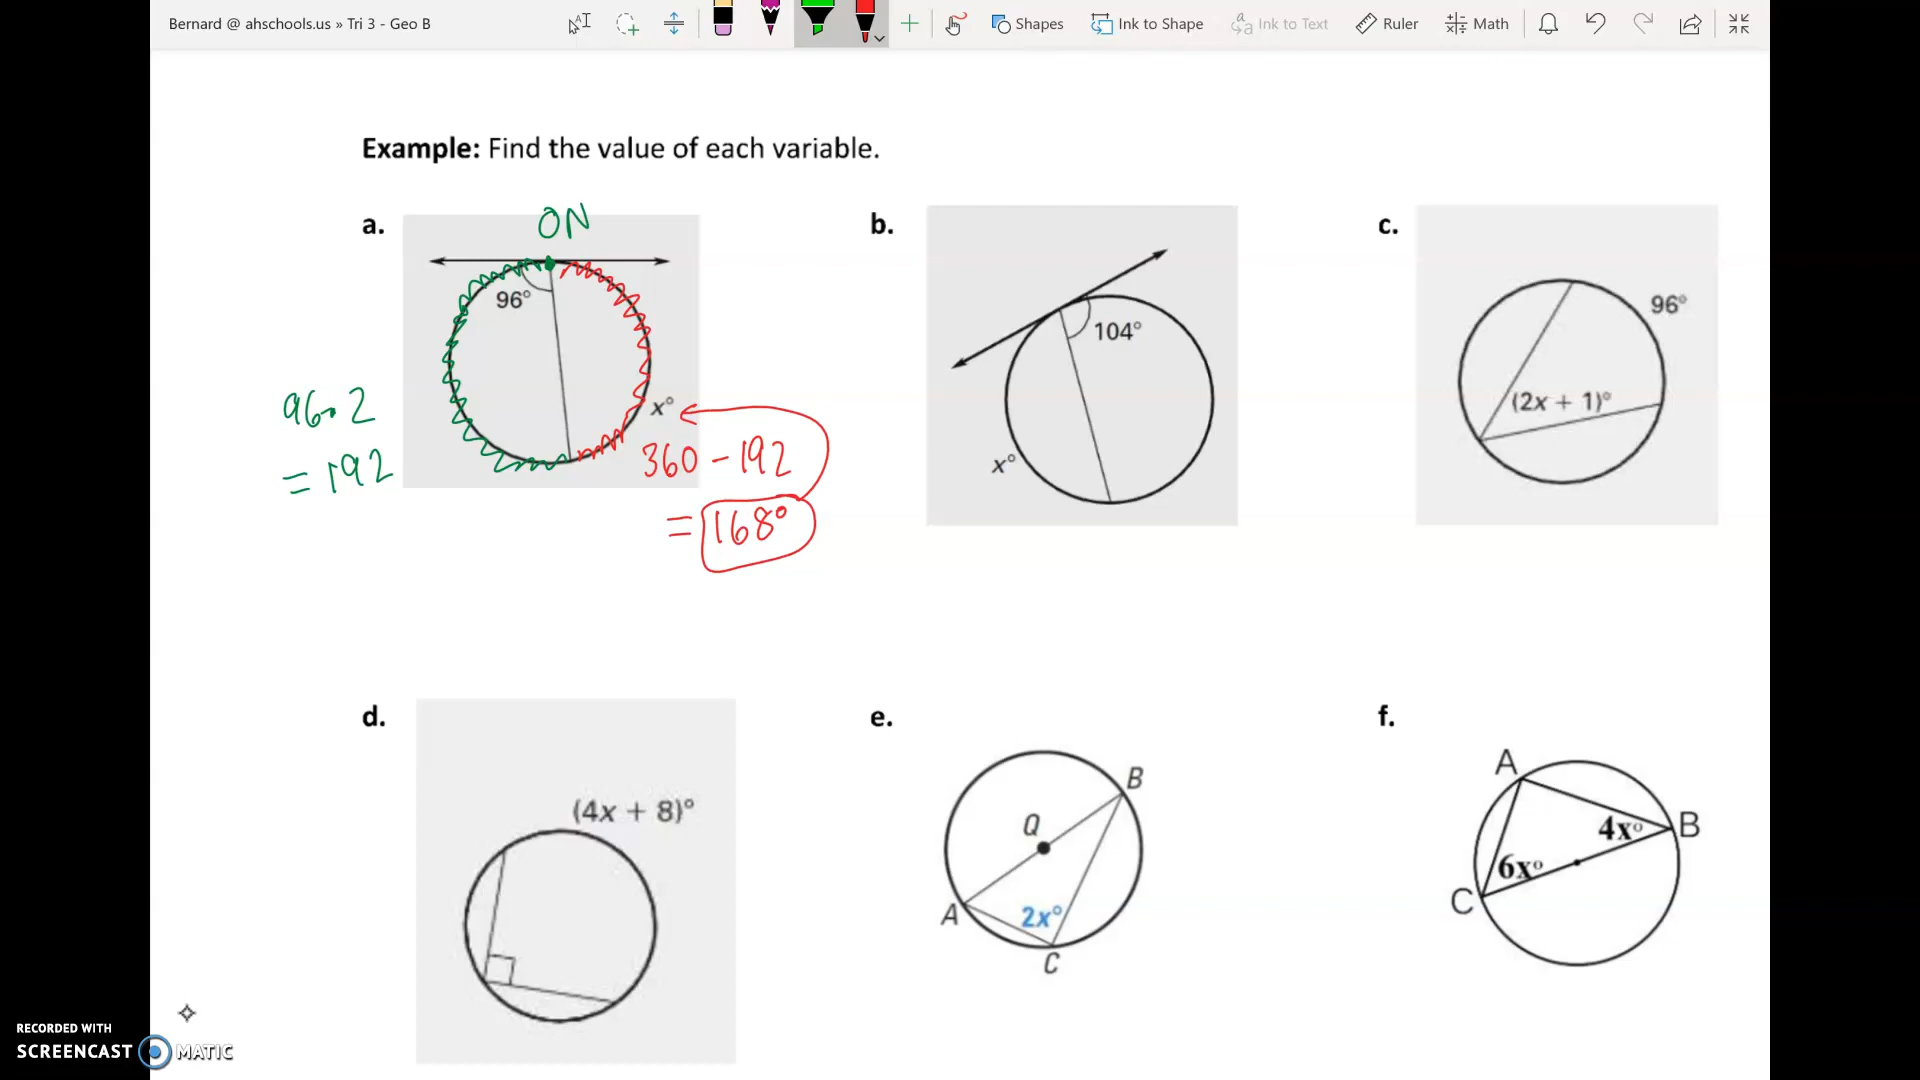 Bernard @ ahschools.us » Tri 3 - Geo B
Shapes
Ink to Shape
Ink to Text
Ruler
Math
Example: Find the value of each variable.
a.
ON
96°
x°
96 • 2
= 192
360 - 192
= 168°
b.
104°
x°
c.
96°
(2x + 1)°
d.
(4x + 8)°
e.
B
Q
A
2x°
C
f.
A
4x°
B
6x°
C
RECORDED WITH
SCREENCAST MATIC